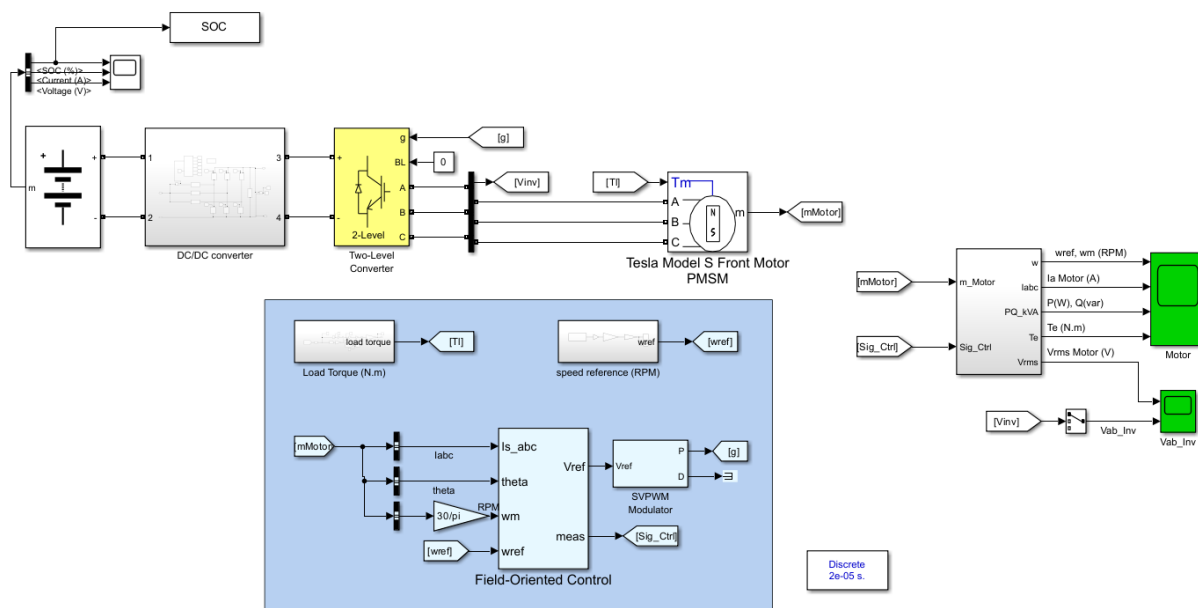 SOC
<SOC (%)>
<Current (A)>
<Voltage (V)>
+
m
+
-
1
2
3
4
DC/DC converter
+
-
g
BL
A
B
C
2-Level
Two-Level
Converter
[g]
0
[Vinv]
[Tl]
Tm
A
B
C
N
S
m
Tesla Model S Front Motor
PMSM
[mMotor]
load torque
Load Torque (N.m)
[Tl]
wref
speed reference (RPM)
[wref]
[mMotor]
Iabc
theta
30/pi
RPM
[wref]
Is_abc
theta
wm
wref
Vref
meas
Field-Oriented Control
Vref
P
D
SVPWM
Modulator
[g]
[Sig_Ctrl]
Discrete
2e-05 s.
[mMotor]
[Sig_Ctrl]
m_Motor
Sig_Ctrl
w
Iabc
PQ_kVA
Te
Vrms
wref, wm (RPM)
Ia Motor (A)
P(W), Q(var)
Te (N.m)
Vrms Motor (V)
Motor
[Vinv]
Vab_Inv
Vab_Inv